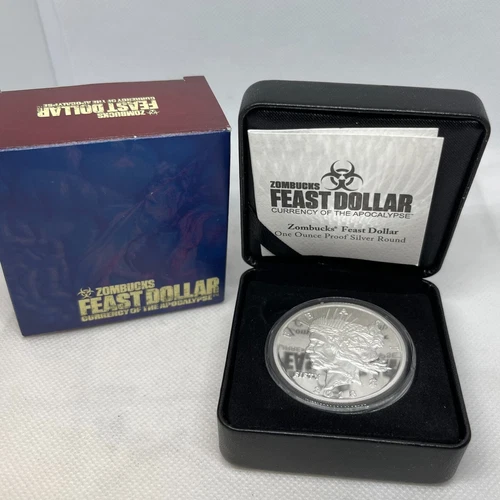 ZOMBUCKS
FEAST DOLLAR
CURRENCY OF THE APOCALYPSE
ZOMBUCKS
FEAST DOLLAR
CURRENCY OF THE APOCALYPSE™
ZOMBUCKS
FEAST DOLLAR
CURRENCY OF THE APOCALYPSE®
Zombucks® Feast Dollar
One Ounce Proof Silver Round